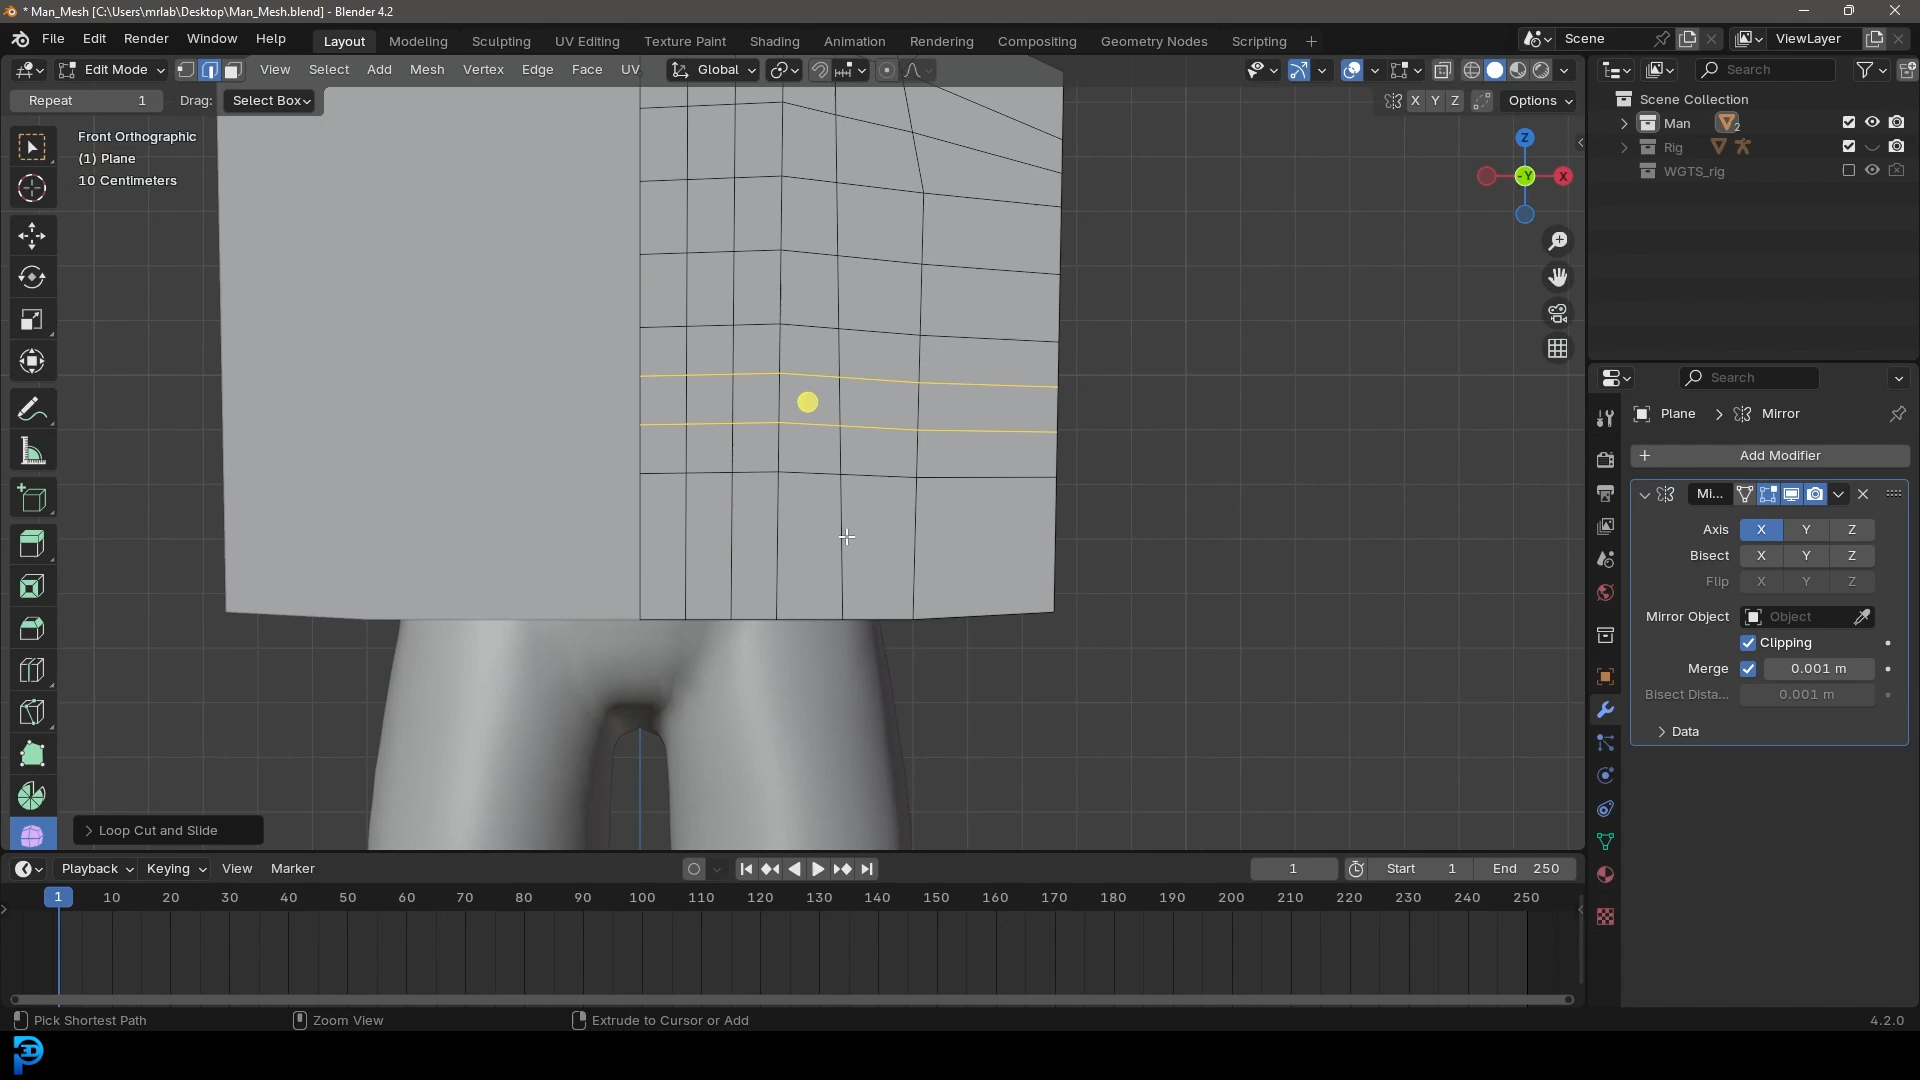 * Man_Mesh [C:\Users\mrlab\Desktop\Man_Mesh.blend] - Blender 4.2
File Edit Render Window Help Layout Modeling Sculpting UV Editing Texture Paint Shading Animation Rendering Compositing Geometry Nodes Scripting + Scene ViewLayer
Edit Mode View Select Add Mesh Vertex Edge Face UV Global Search
Repeat 1 Drag: Select Box X Y Z Options
Scene Collection
Man 2
Rig
WGTS_rig
Front Orthographic
(1) Plane
10 Centimeters
Z
-Y X
Search
Plane > Mirror
+ Add Modifier
Mi...
Axis X Y Z
Bisect X Y Z
Flip X Y Z
Mirror Object Object
Clipping
Merge 0.001 m
Bisect Dista... 0.001 m
> Data
> Loop Cut and Slide
Playback Keying View Marker 1 Start 1 End 250
1 10 20 30 40 50 60 70 80 90 100 110 120 130 140 150 160 170 180 190 200 210 220 230 240 250
Pick Shortest Path Zoom View Extrude to Cursor or Add 4.2.0
3D